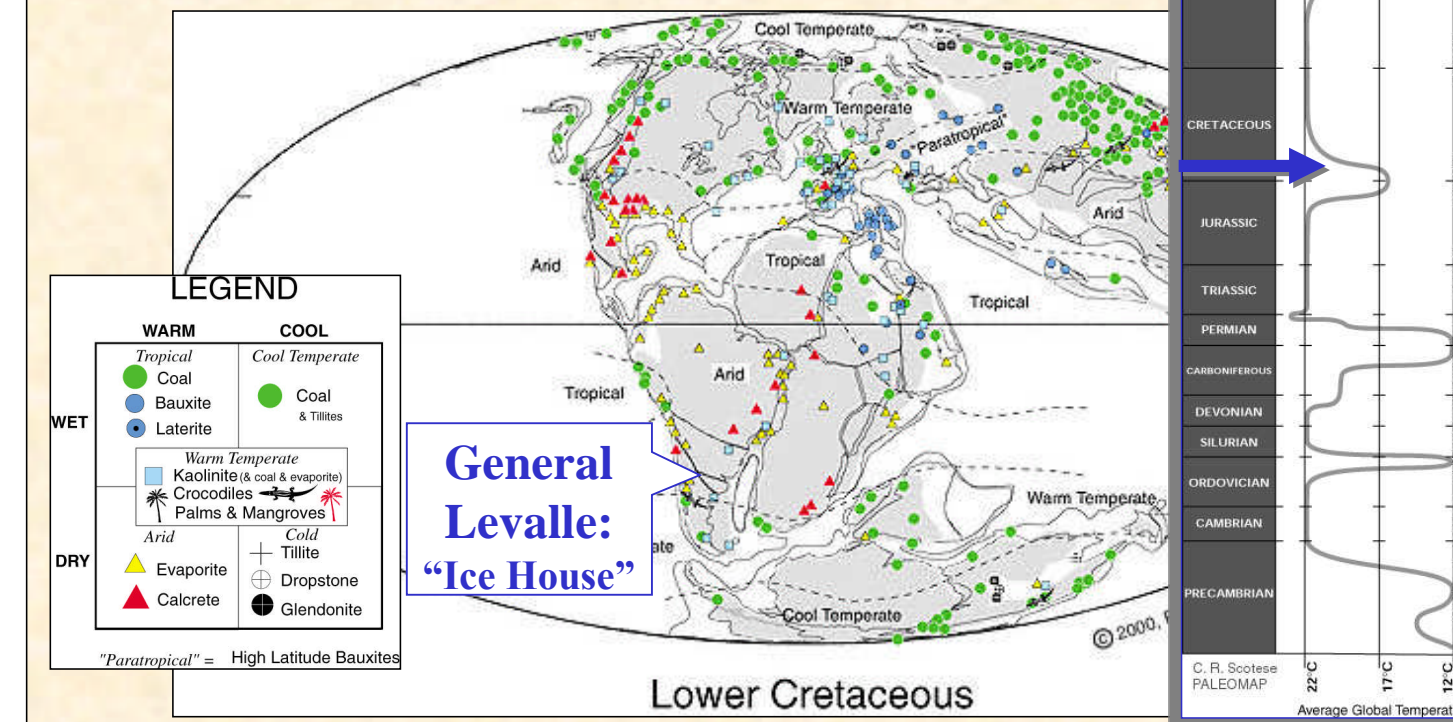 Cool Temperate
Warm Temperate
"Paratropical"
Arid
Arid
Tropical
Tropical
Arid
Tropical
Warm Temperate
Cool Temperate
© 2000,
Lower Cretaceous
General
Levalle:
“Ice House”
LEGEND
WARM
COOL
WET
DRY
Tropical
Coal
Bauxite
Laterite
Cool Temperate
Coal
& Tillites
Warm Temperate
Kaolinite (& coal & evaporite)
Crocodiles
Palms & Mangroves
Arid
Evaporite
Calcrete
Cold
Tillite
Dropstone
Glendonite
"Paratropical" = High Latitude Bauxites
CRETACEOUS
JURASSIC
TRIASSIC
PERMIAN
CARBONIFEROUS
DEVONIAN
SILURIAN
ORDOVICIAN
CAMBRIAN
PRECAMBRIAN
C. R. Scotese
PALEOMAP
22°C
17°C
12°C
Average Global Temperat